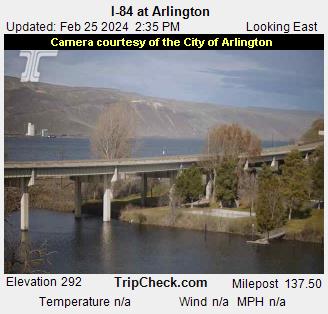 I-84 at Arlington
Updated: Feb 25 2024 2:35 PM Looking East
Camera courtesy of the City of Arlington
Elevation 292 TripCheck.com Milepost 137.50
Temperature n/a Wind n/a MPH n/a